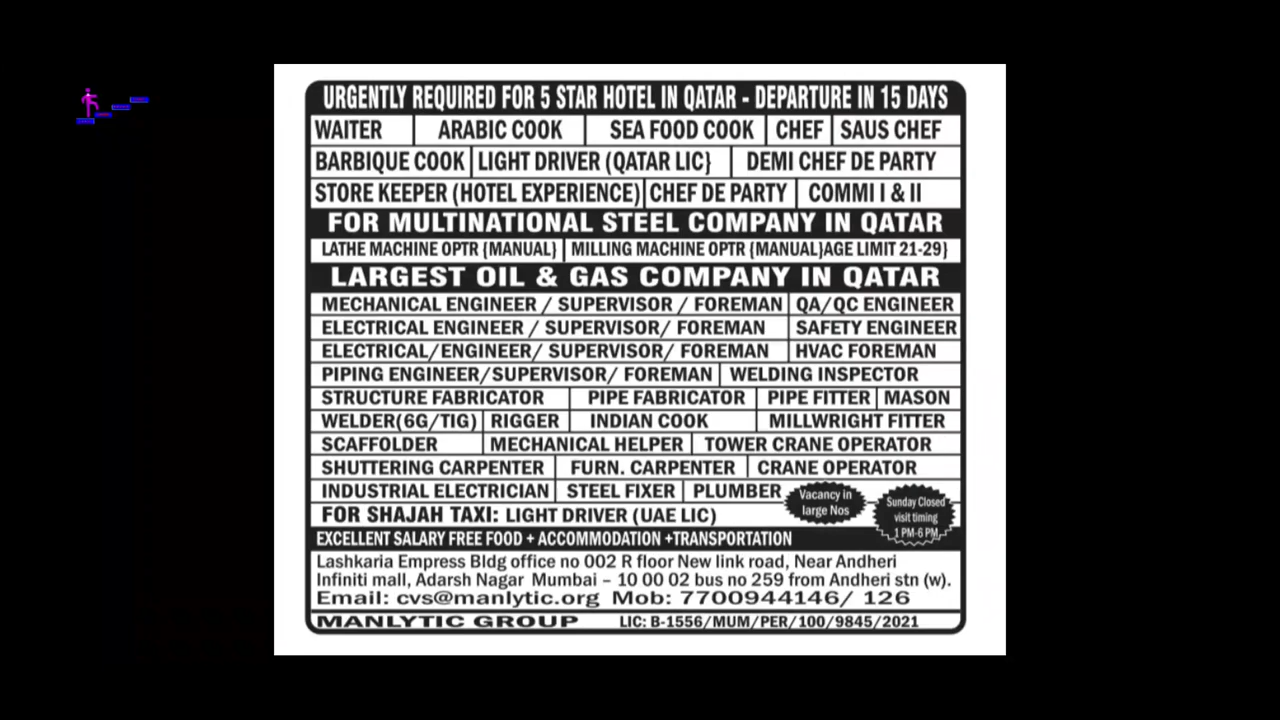 URGENTLY REQUIRED FOR 5 STAR HOTEL IN QATAR - DEPARTURE IN 15 DAYS
WAITER ARABIC COOK SEA FOOD COOK CHEF SAUS CHEF
BARBIQUE COOK LIGHT DRIVER (QATAR LIC} DEMI CHEF DE PARTY
STORE KEEPER (HOTEL EXPERIENCE) CHEF DE PARTY COMMI I & II
FOR MULTINATIONAL STEEL COMPANY IN QATAR
LATHE MACHINE OPTR {MANUAL} MILLING MACHINE OPTR {MANUAL}AGE LIMIT 21-29}
LARGEST OIL & GAS COMPANY IN QATAR
MECHANICAL ENGINEER / SUPERVISOR / FOREMAN QA/QC ENGINEER
ELECTRICAL ENGINEER / SUPERVISOR/ FOREMAN SAFETY ENGINEER
ELECTRICAL/ENGINEER/ SUPERVISOR/ FOREMAN HVAC FOREMAN
PIPING ENGINEER/SUPERVISOR/ FOREMAN WELDING INSPECTOR
STRUCTURE FABRICATOR PIPE FABRICATOR PIPE FITTER MASON
WELDER(6G/TIG) RIGGER INDIAN COOK MILLWRIGHT FITTER
SCAFFOLDER MECHANICAL HELPER TOWER CRANE OPERATOR
SHUTTERING CARPENTER FURN. CARPENTER CRANE OPERATOR
INDUSTRIAL ELECTRICIAN STEEL FIXER PLUMBER
Vacancy in
large Nos
Sunday Closed
visit timing
1 PM-6 PM
FOR SHAJAH TAXI: LIGHT DRIVER (UAE LIC)
EXCELLENT SALARY FREE FOOD + ACCOMMODATION +TRANSPORTATION
Lashkaria Empress Bldg office no 002 R floor New link road, Near Andheri
Infiniti mall, Adarsh Nagar Mumbai – 10 00 02 bus no 259 from Andheri stn (w).
Email: cvs@manlytic.org Mob: 7700944146/ 126
MANLYTIC GROUP LIC: B-1556/MUM/PER/100/9845/2021